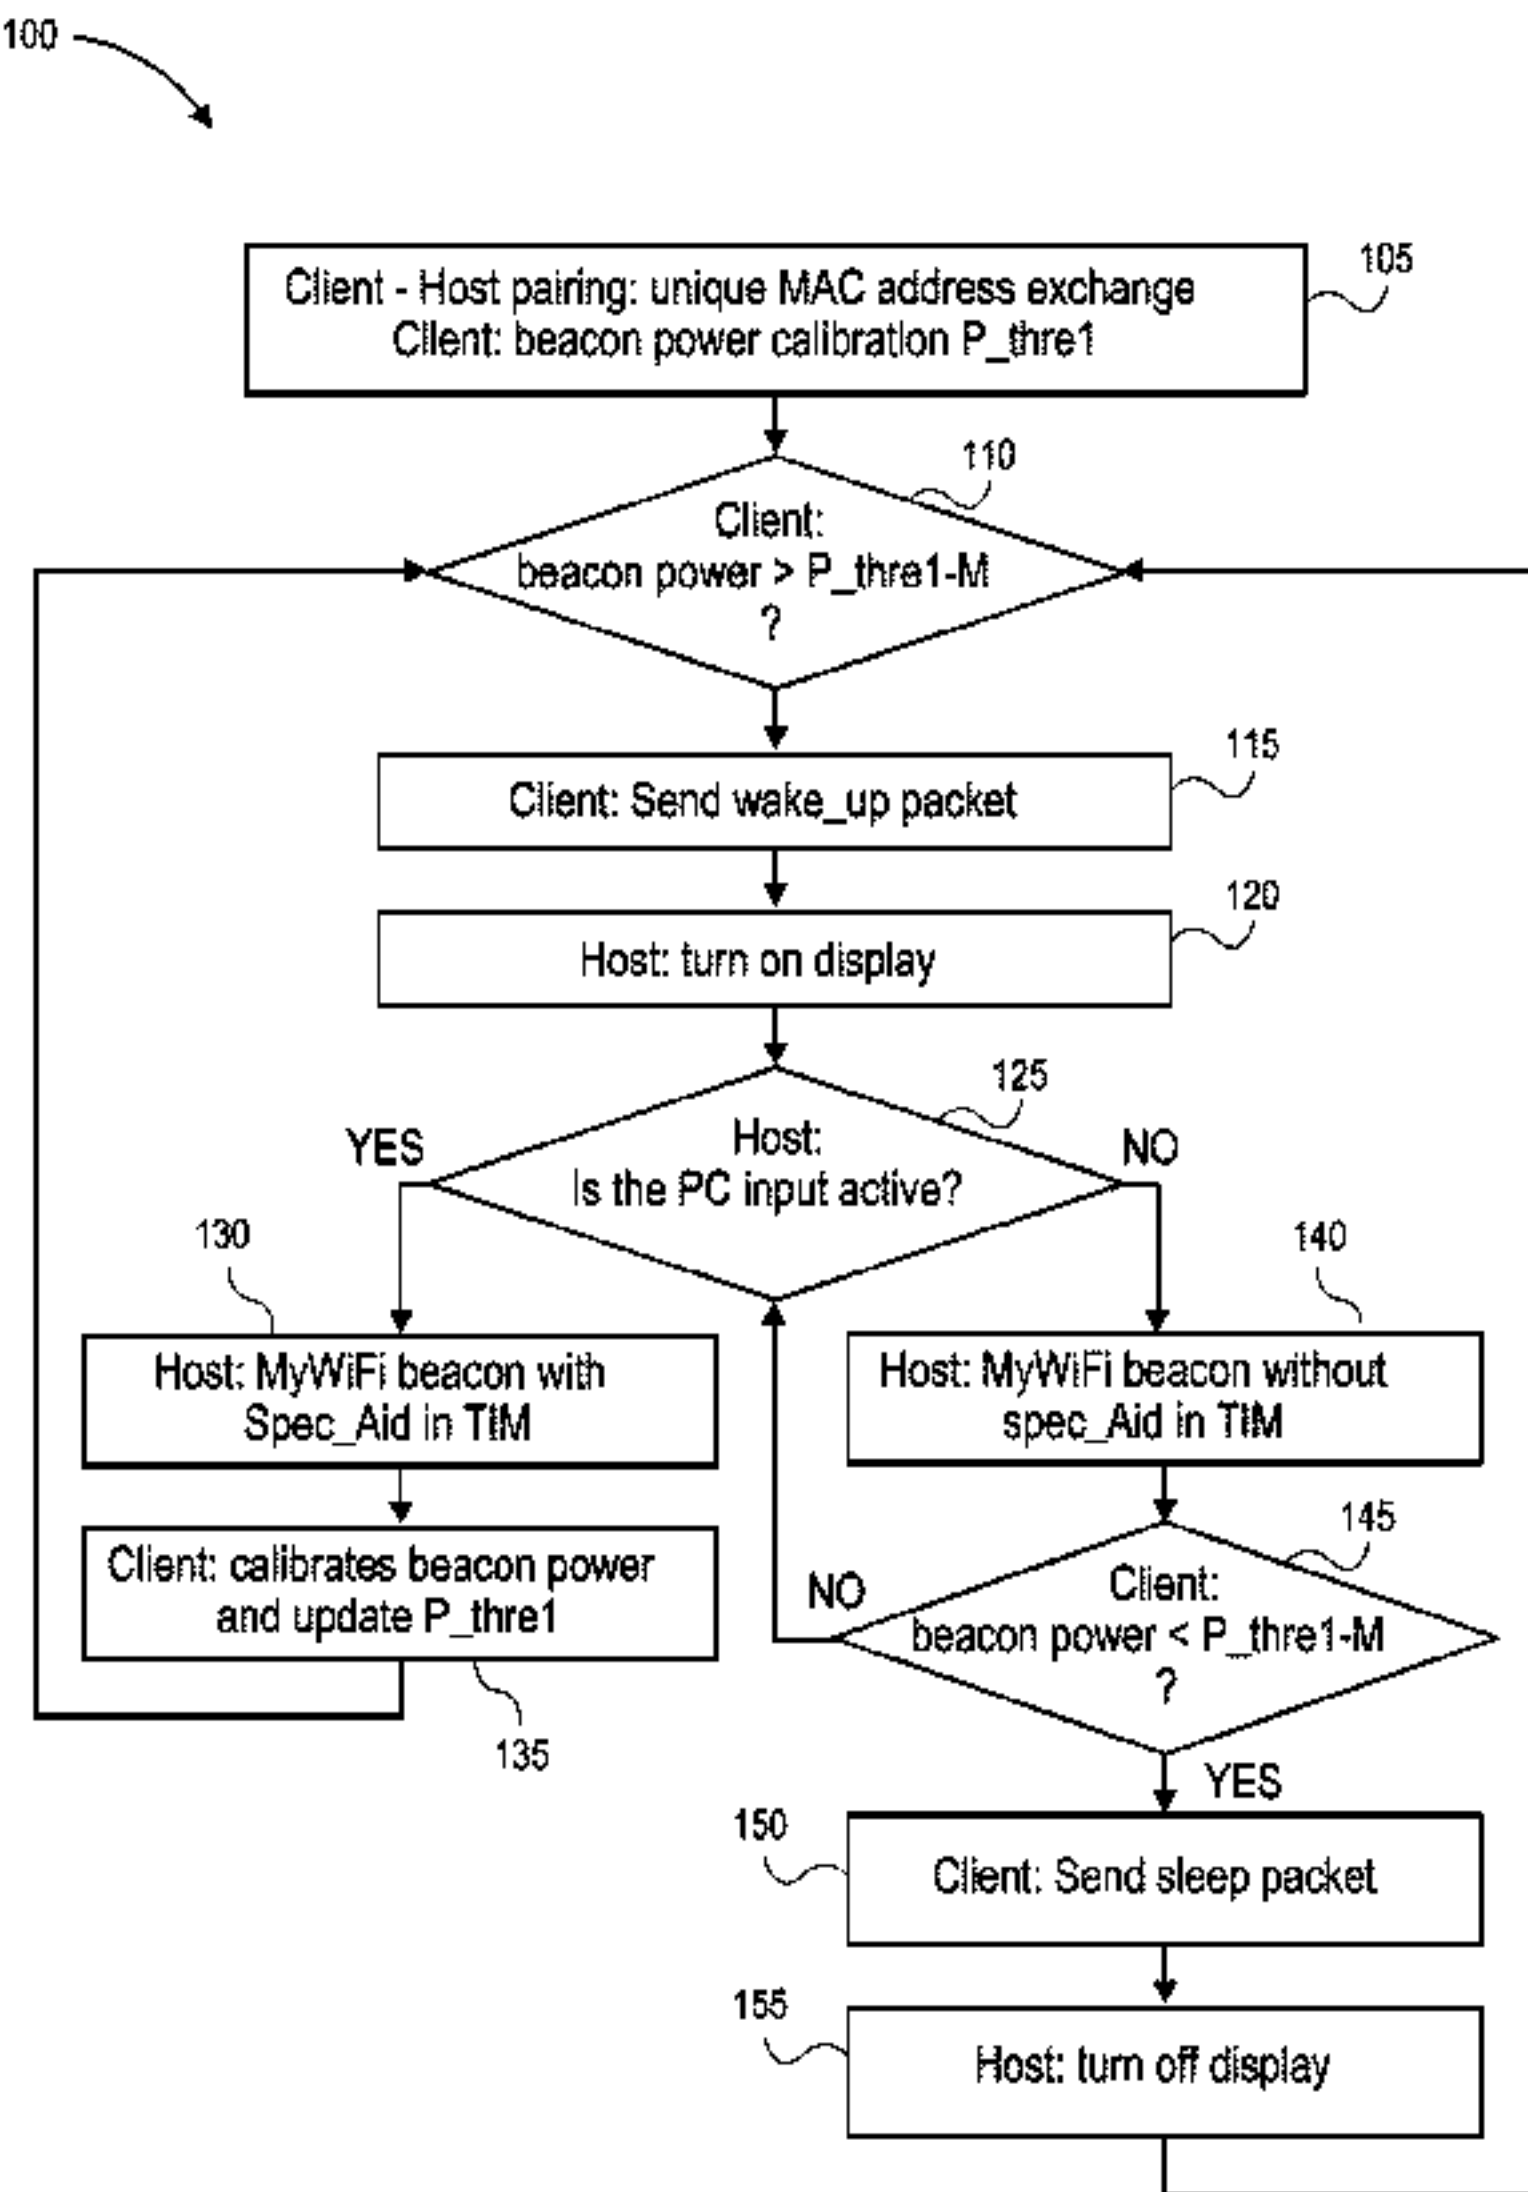 100
Client - Host pairing: unique MAC address exchange
Client: beacon power calibration P_thre1
105
110
Client:
beacon power > P_thre1-M
?
115
Client: Send wake_up packet
120
Host: turn on display
125
Host:
Is the PC input active?
YES
NO
130
140
Host: MyWiFi beacon with
Spec_Aid in TIM
Host: MyWiFi beacon without
spec_Aid in TIM
145
Client: calibrates beacon power
and update P_thre1
135
Client:
beacon power < P_thre1-M
?
NO
YES
150
Client: Send sleep packet
155
Host: turn off display